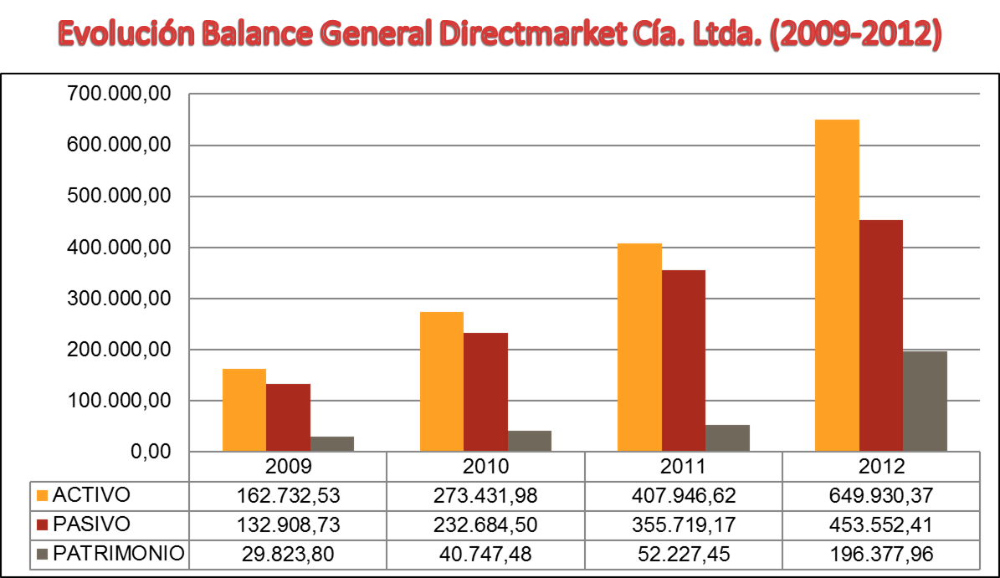 Evolución Balance General Directmarket Cía. Ltda. (2009-2012)
700.000,00
600.000,00
500.000,00
400.000,00
300.000,00
200.000,00
100.000,00
0,00
2009 2010 2011 2012
ACTIVO 162.732,53 273.431,98 407.946,62 649.930,37
PASIVO 132.908,73 232.684,50 355.719,17 453.552,41
PATRIMONIO 29.823,80 40.747,48 52.227,45 196.377,96